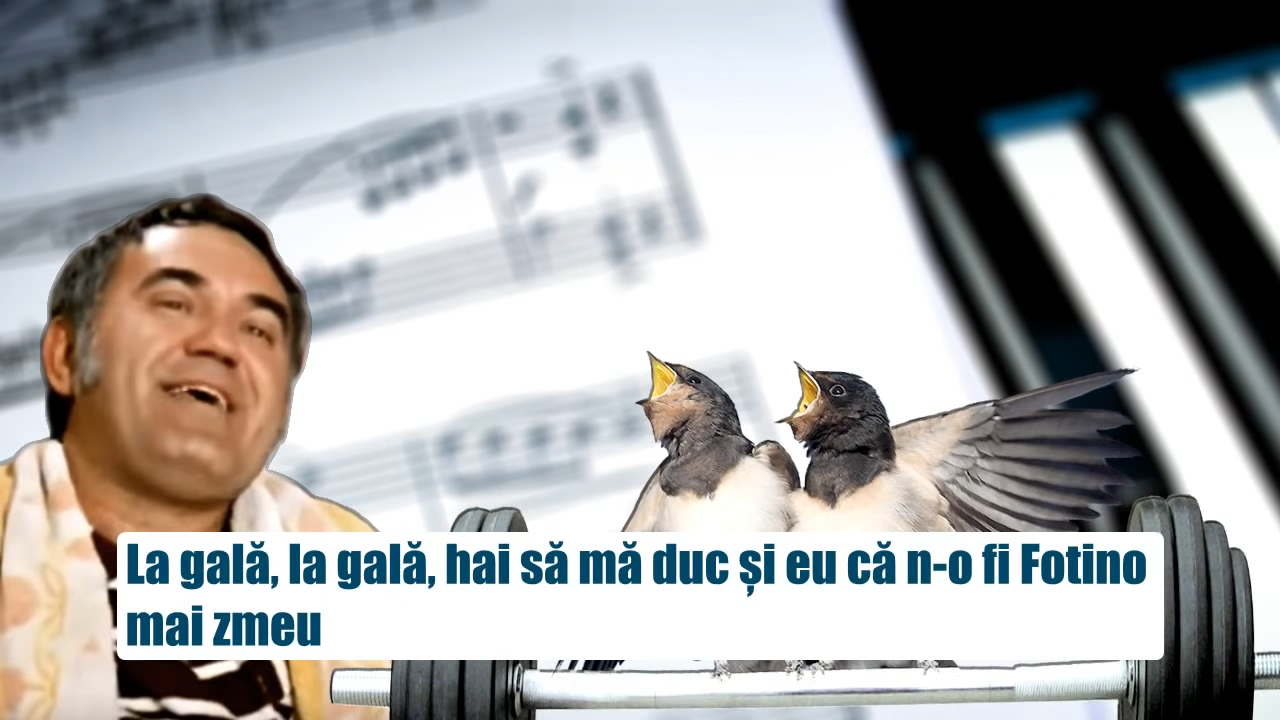 La gală, la gală, hai să mă duc și eu că n-o fi Fotino
mai zmeu